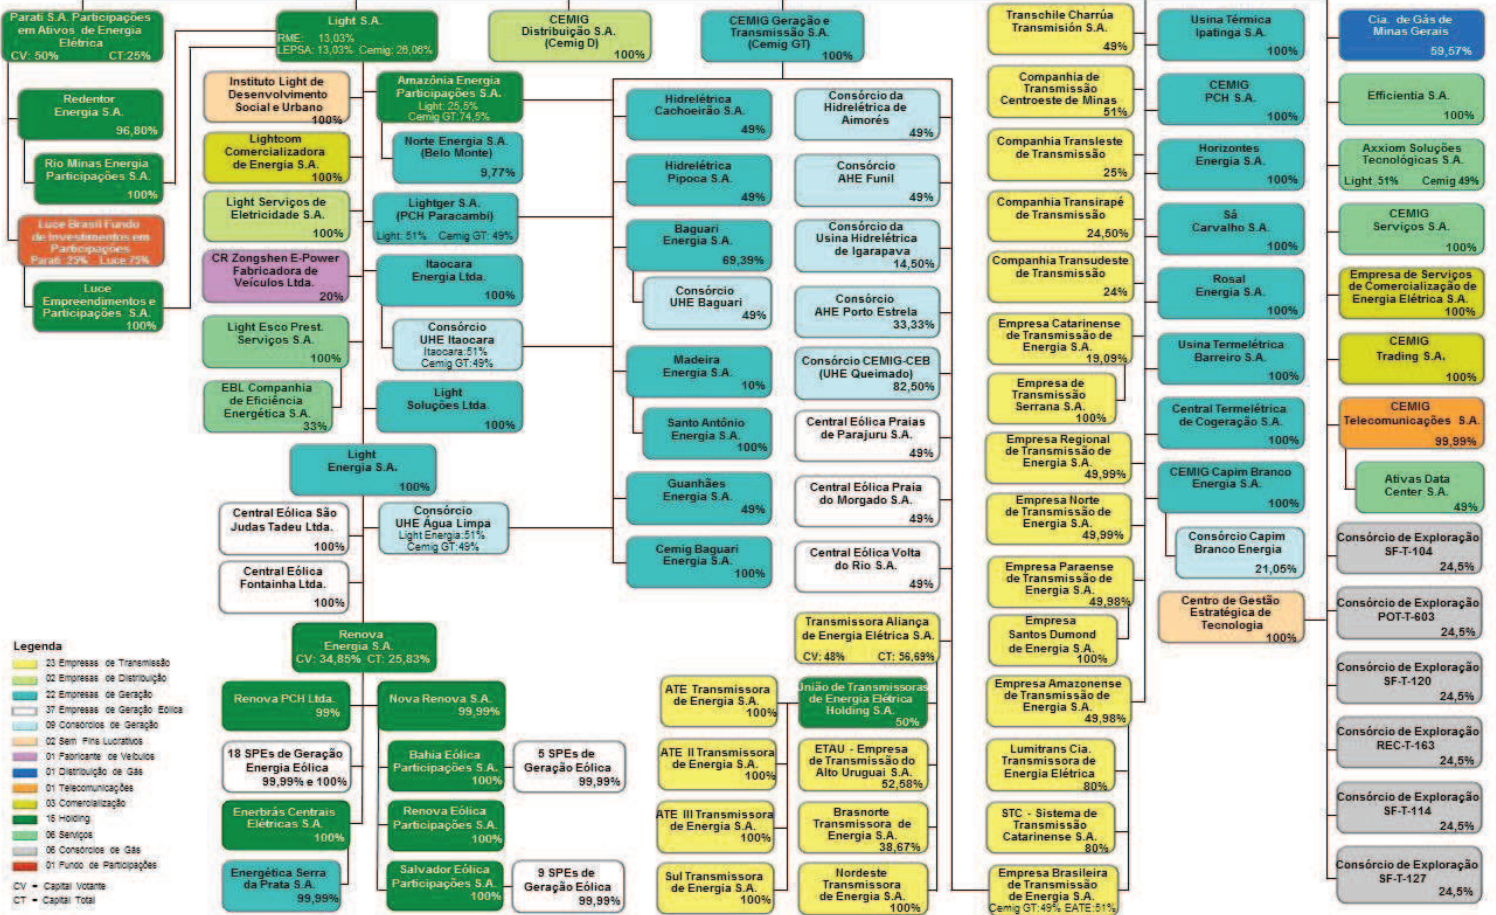 Parati S.A. Participações
em Ativos de Energia
Elétrica
CV: 50% CT:25%
Redentor
Energia S.A.
96,80%
Rio Minas Energia
Participações S.A.
100%
Luce Brasil Fundo
de Investimentos em
Participações
Parati: 25% Luce 75%
Luce
Empreendimentos e
Participações S.A.
100%
Light S.A.
RME: 13,03%
LEPSA: 13,03% Cemig: 26,06%
Instituto Light de
Desenvolvimento
Social e Urbano
100%
Lightcom
Comercializadora
de Energia S.A.
100%
Light Serviços de
Eletricidade S.A.
100%
CR Zongshen E-Power
Fabricadora de
Veículos Ltda.
20%
Light Esco Prest.
Serviços S.A.
100%
EBL Companhia
de Eficiência
Energética S.A.
33%
Amazônia Energia
Participações S.A.
Light: 25,5%
Cemig GT:74,5%
Norte Energia S.A.
(Belo Monte)
9,77%
Lightger S.A.
(PCH Paracambi)
Light: 51% Cemig GT: 49%
Itaocara
Energia Ltda.
100%
Consórcio
UHE Itaocara
Itaocara:51%
Cemig GT:49%
Light
Soluções Ltda.
100%
Light
Energia S.A.
100%
Central Eólica São
Judas Tadeu Ltda.
100%
Central Eólica
Fontainha Ltda.
100%
Consórcio
UHE Água Limpa
Light Energia:51%
Cemig GT:49%
Renova
Energia S.A.
CV: 34,85% CT: 25,83%
Renova PCH Ltda.
99%
18 SPEs de Geração
Energia Eólica
99,99% e 100%
Enerbrás Centrais
Elétricas S.A.
100%
Energética Serra
da Prata S.A.
99,99%
Nova Renova S.A.
99,99%
Bahia Eólica
Participações S.A.
100%
Renova Eólica
Participações S.A.
100%
Salvador Eólica
Participações S.A.
100%
5 SPEs de
Geração Eólica
99,99%
9 SPEs de
Geração Eólica
99,99%
CEMIG
Distribuição S.A.
(Cemig D)
100%
CEMIG Geração e
Transmissão S.A.
(Cemig GT)
100%
Hidrelétrica
Cachoeirão S.A.
49%
Hidrelétrica
Pipoca S.A.
49%
Baguari
Energia S.A.
69,39%
Consórcio
UHE Baguari
49%
Madeira
Energia S.A.
10%
Santo Antônio
Energia S.A.
100%
Guanhães
Energia S.A.
49%
Cemig Baguari
Energia S.A.
100%
Consórcio da
Hidrelétrica de
Aimorés
49%
Consórcio
AHE Funil
49%
Consórcio da
Usina Hidrelétrica
de Igarapava
14,50%
Consórcio
AHE Porto Estrela
33,33%
Consórcio CEMIG-CEB
(UHE Queimado)
82,50%
Central Eólica Praias
de Parajuru S.A.
49%
Central Eólica Praia
do Morgado S.A.
49%
Central Eólica Volta
do Rio S.A.
49%
Transmissora Aliança
de Energia Elétrica S.A.
CV: 48% CT: 56,69%
ATE Transmissora
de Energia S.A.
100%
ATE II Transmissora
de Energia S.A.
100%
ATE III Transmissora
de Energia S.A.
100%
Sul Transmissora
de Energia S.A.
100%
União de Transmissoras
de Energia Elétrica
Holding S.A.
50%
ETAU - Empresa
de Transmissão do
Alto Uruguai S.A.
52,58%
Brasnorte
Transmissora de
Energia S.A.
38,67%
Nordeste
Transmissora
de Energia S.A.
100%
Transchile Charrúa
Transmisión S.A.
49%
Companhia de
Transmissão
Centroeste de Minas
51%
Companhia Transleste
de Transmissão
25%
Companhia Transirapé
de Transmissão
24,50%
Companhia Transudeste
de Transmissão
24%
Empresa Catarinense
de Transmissão de
Energia S.A.
19,09%
Empresa de
Transmissão
Serrana S.A.
100%
Empresa Regional
de Transmissão de
Energia S.A.
49,99%
Empresa Norte
de Transmissão de
Energia S.A.
49,99%
Empresa Paraense
de Transmissão de
Energia S.A.
49,98%
Empresa
Santos Dumond
de Energia S.A.
100%
Empresa Amazonense
de Transmissão de
Energia S.A.
49,98%
Lumitrans Cia.
Transmissora de
Energia Elétrica
80%
STC - Sistema de
Transmissão
Catarinense S.A.
80%
Empresa Brasileira
de Transmissão
de Energia S.A.
Cemig GT:49% EATE:51%
Usina Térmica
Ipatinga S.A.
100%
CEMIG
PCH S.A.
100%
Horizontes
Energia S.A.
100%
Sá
Carvalho S.A.
100%
Rosal
Energia S.A.
100%
Usina Termelétrica
Barreiro S.A.
100%
Central Termelétrica
de Cogeração S.A.
100%
CEMIG Capim Branco
Energia S.A.
100%
Consórcio Capim
Branco Energia
21,05%
Centro de Gestão
Estratégica de
Tecnologia
100%
Cia. de Gás de
Minas Gerais
59,57%
Efficientia S.A.
100%
Axxiom Soluções
Tecnológicas S.A.
Light 51% Cemig 49%
CEMIG
Serviços S.A.
100%
Empresa de Serviços
de Comercialização de
Energia Elétrica S.A.
100%
CEMIG
Trading S.A.
100%
CEMIG
Telecomunicações S.A.
99,99%
Ativas Data
Center S.A.
49%
Consórcio de Exploração
SF-T-104
24,5%
Consórcio de Exploração
POT-T-603
24,5%
Consórcio de Exploração
SF-T-120
24,5%
Consórcio de Exploração
REC-T-163
24,5%
Consórcio de Exploração
SF-T-114
24,5%
Consórcio de Exploração
SF-T-127
24,5%
Legenda
23 Empresas de Transmissão
02 Empresas de Distribuição
22 Empresas de Geração
37 Empresas de Geração Eólica
09 Consórcios de Geração
02 Sem Fins Lucrativos
01 Fabricante de Veículos
01 Distribuição de Gás
01 Telecomunicações
03 Comercialização
16 Holding
06 Serviços
06 Consórcios de Gás
01 Fundo de Participações
CV = Capital Votante
CT = Capital Total